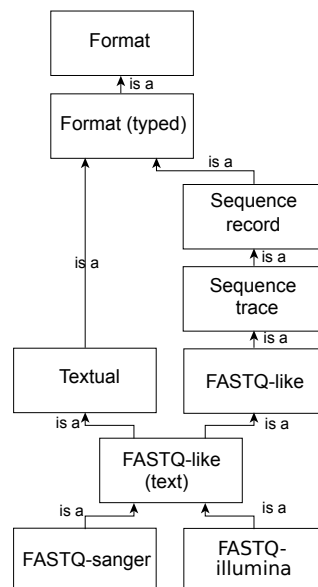 Format
is a
Format (typed)
is a
Sequence
record
is a
is a
Sequence
trace
is a
Textual
FASTQ-like
is a
is a
FASTQ-like
(text)
is a
is a
FASTQ-sanger
FASTQ-
illumina